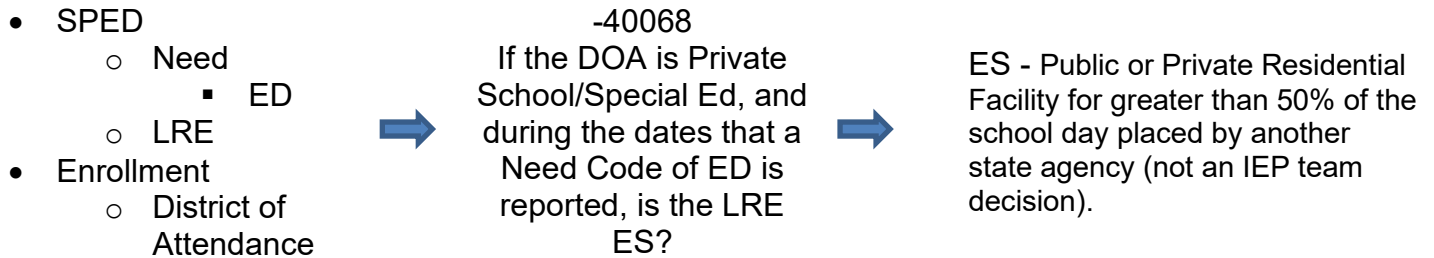 • SPED
o Need
▪ ED
o LRE
• Enrollment
o District of
Attendance
-40068
If the DOA is Private
School/Special Ed, and
during the dates that a
Need Code of ED is
reported, is the LRE
ES?
ES - Public or Private Residential
Facility for greater than 50% of the
school day placed by another
state agency (not an IEP team
decision).